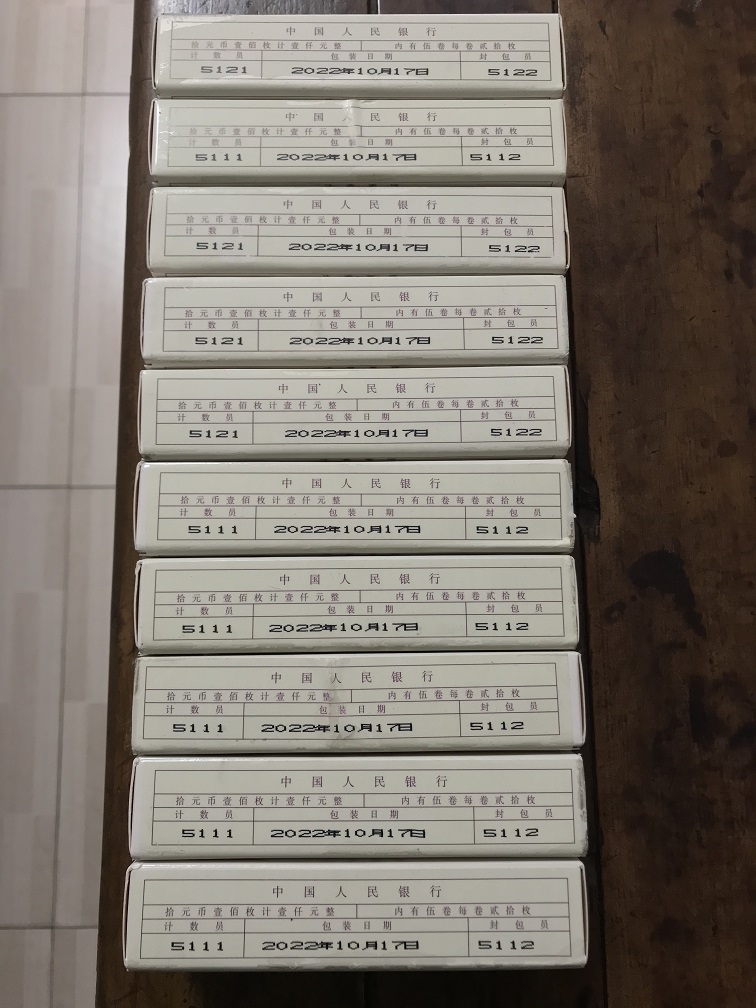 中国人民银行
拾元币壹佰枚计壹仟元整 内有伍卷每卷贰拾枚
计数员 包装日期 封包员
5121 2022年10月17日 5122
中国人民银行
拾元币壹佰枚计壹仟元整 内有伍卷每卷贰拾枚
计数员 包装日期 封包员
5111 2022年10月17日 5112
中国人民银行
拾元币壹佰枚计壹仟元整 内有伍卷每卷贰拾枚
计数员 包装日期 封包员
5121 2022年10月17日 5122
中国人民银行
拾元币壹佰枚计壹仟元整 内有伍卷每卷贰拾枚
计数员 包装日期 封包员
5121 2022年10月17日 5122
中国人民银行
拾元币壹佰枚计壹仟元整 内有伍卷每卷贰拾枚
计数员 包装日期 封包员
5121 2022年10月17日 5122
中国人民银行
拾元币壹佰枚计壹仟元整 内有伍卷每卷贰拾枚
计数员 包装日期 封包员
5111 2022年10月17日 5112
中国人民银行
拾元币壹佰枚计壹仟元整 内有伍卷每卷贰拾枚
计数员 包装日期 封包员
5111 2022年10月17日 5112
中国人民银行
拾元币壹佰枚计壹仟元整 内有伍卷每卷贰拾枚
计数员 包装日期 封包员
5111 2022年10月17日 5112
中国人民银行
拾元币壹佰枚计壹仟元整 内有伍卷每卷贰拾枚
计数员 包装日期 封包员
5111 2022年10月17日 5112
中国人民银行
拾元币壹佰枚计壹仟元整 内有伍卷每卷贰拾枚
计数员 包装日期 封包员
5111 2022年10月17日 5112